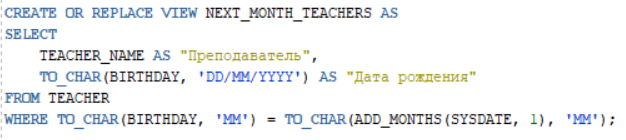 CREATE OR REPLACE VIEW NEXT_MONTH_TEACHERS AS
SELECT
    TEACHER_NAME AS "Преподаватель",
    TO_CHAR(BIRTHDAY, 'DD/MM/YYYY') AS "Дата рождения"
FROM TEACHER
WHERE TO_CHAR(BIRTHDAY, 'MM') = TO_CHAR(ADD_MONTHS(SYSDATE, 1), 'MM');